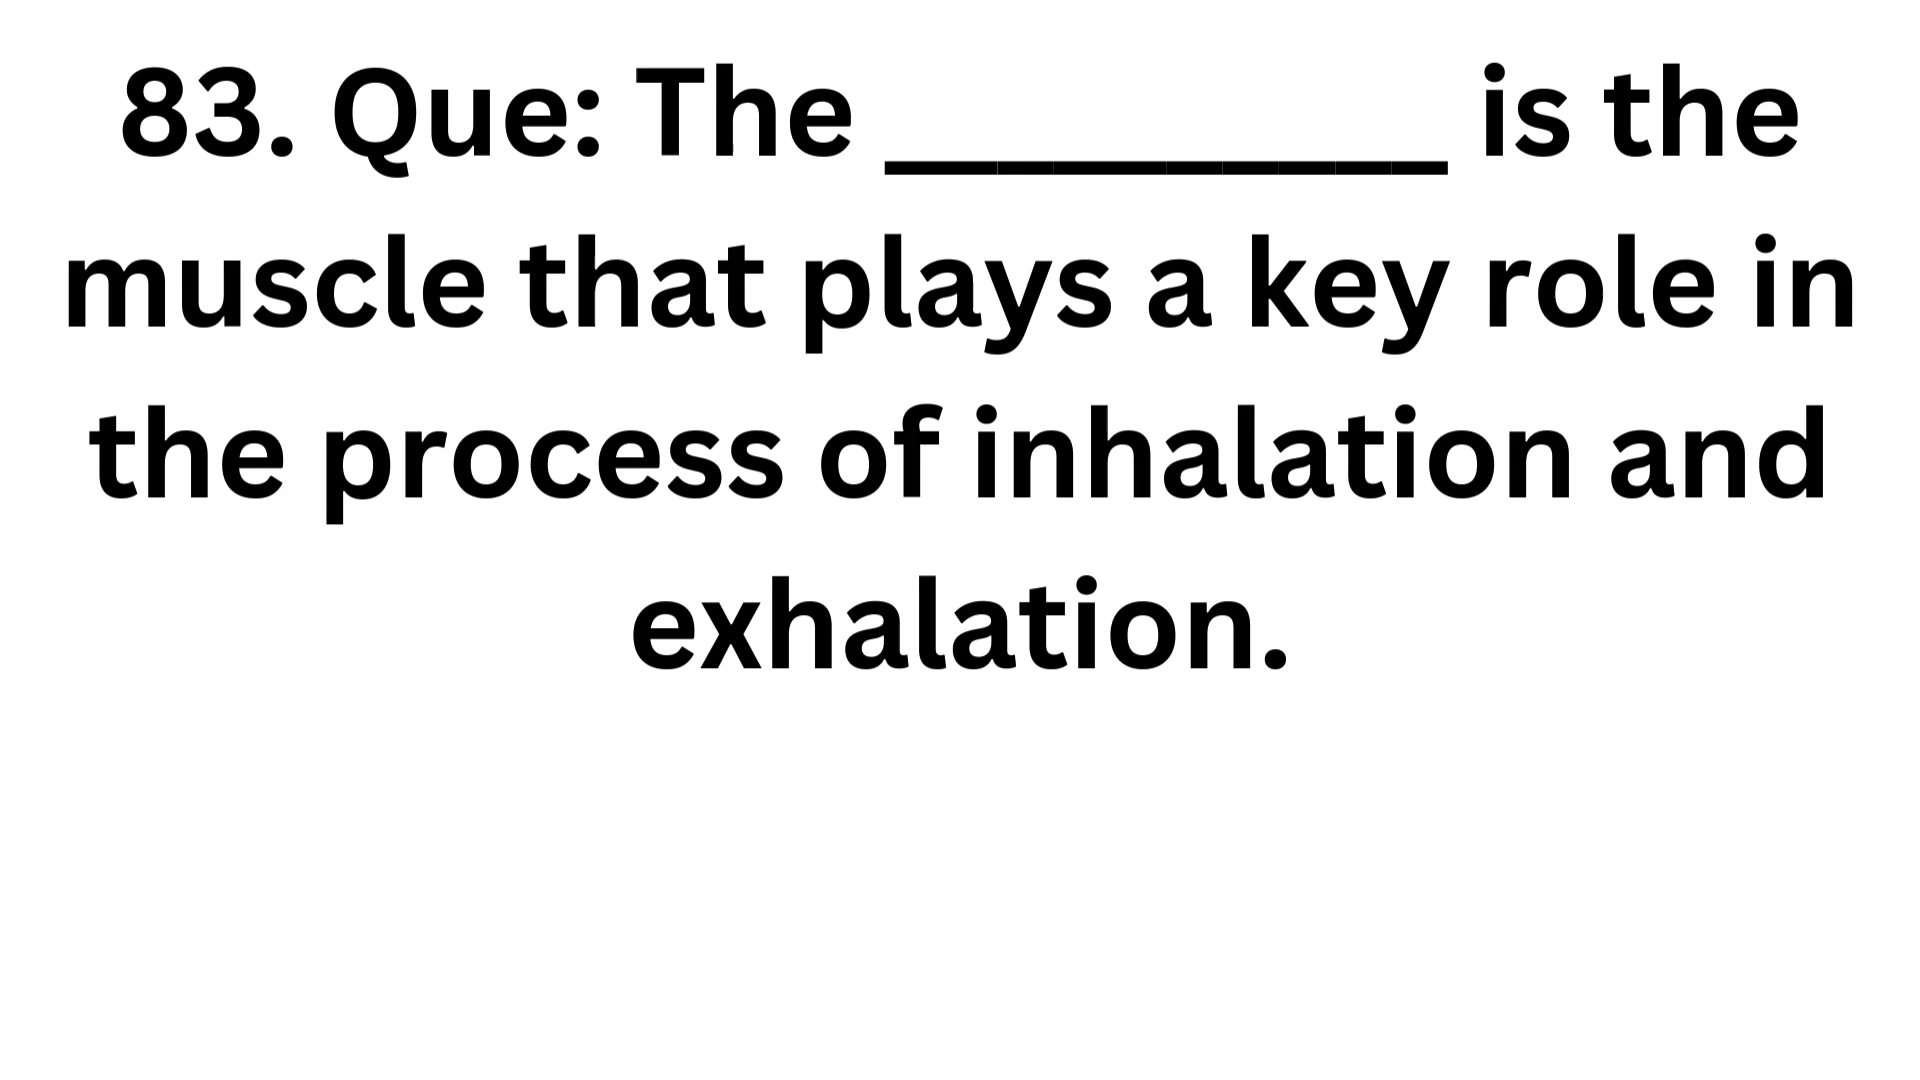 83. Que: The __________ is the
muscle that plays a key role in
the process of inhalation and
exhalation.